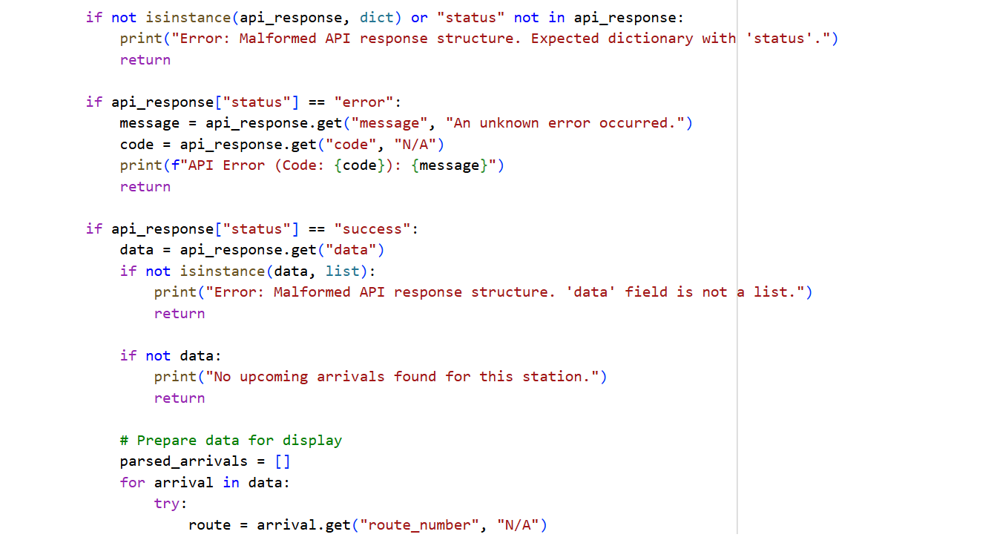 if not isinstance(api_response, dict) or "status" not in api_response:
    print("Error: Malformed API response structure. Expected dictionary with 'status'.")
    return

if api_response["status"] == "error":
    message = api_response.get("message", "An unknown error occurred.")
    code = api_response.get("code", "N/A")
    print(f"API Error (Code: {code}): {message}")
    return

if api_response["status"] == "success":
    data = api_response.get("data")
    if not isinstance(data, list):
        print("Error: Malformed API response structure. 'data' field is not a list.")
        return

    if not data:
        print("No upcoming arrivals found for this station.")
        return

    # Prepare data for display
    parsed_arrivals = []
    for arrival in data:
        try:
            route = arrival.get("route_number", "N/A")